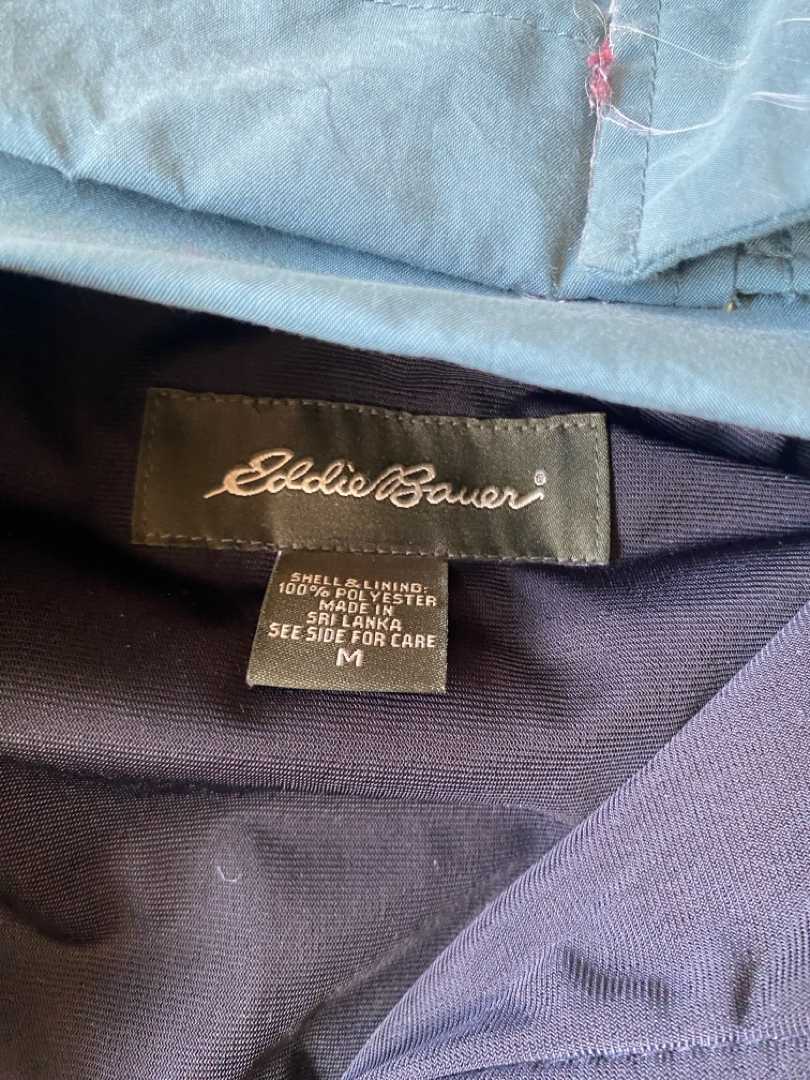 Eddie Bauer®
SHELL & LINING:
100% POLYESTER
MADE IN
SRI LANKA
SEE SIDE FOR CARE
M